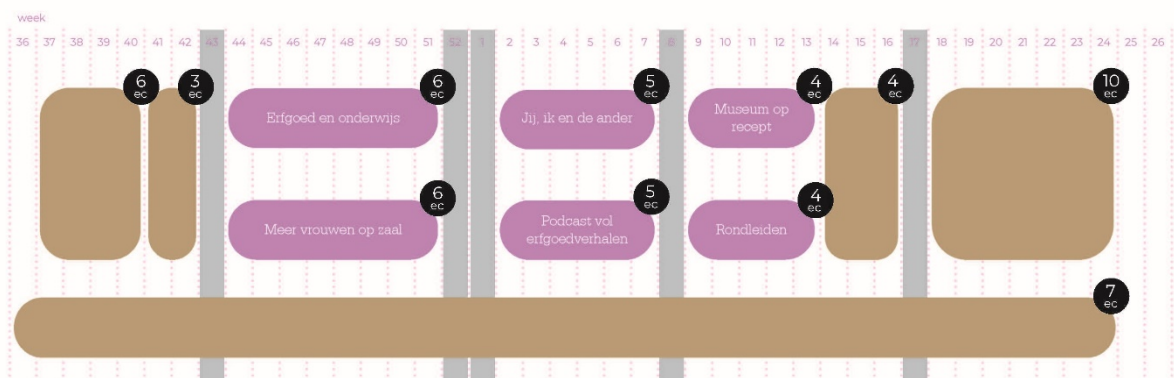 week
36 37 38 39 40 41 42 43 44 45 46 47 48 49 50 51 52 1 2 3 4 5 6 7 8 9 10 11 12 13 14 15 16 17 18 19 20 21 22 23 24 25 26
6 ec
3 ec
6 ec
5 ec
4 ec
4 ec
10 ec
Erfgoed en onderwijs
Jij, ik en de ander
Museum op
recept
6 ec
5 ec
4 ec
Meer vrouwen op zaal
Podcast vol
erfgoedverhalen
Rondleiden
7 ec